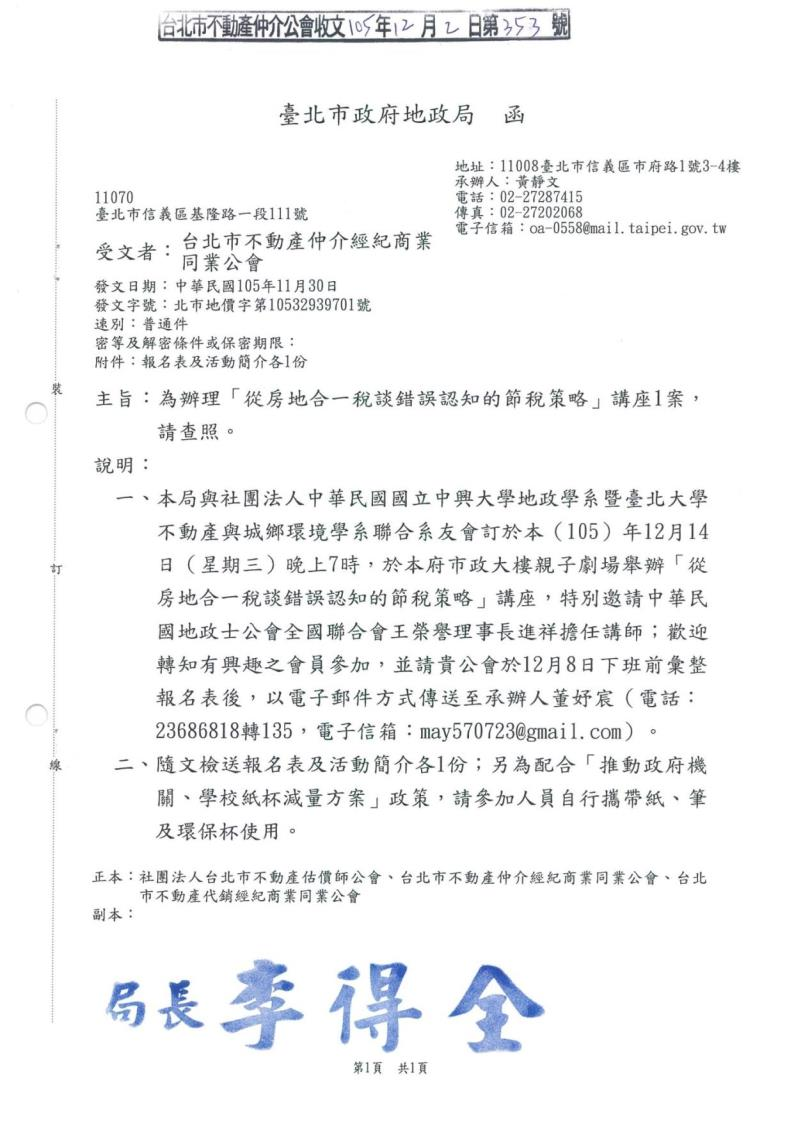 台北市不動產仲介公會收文105年12月2日第353號
臺北市政府地政局 函
地址：11008臺北市信義區市府路1號3-4樓
承辦人：黃靜文
電話：02-27287415
傳真：02-27202068
電子信箱：oa-0558@mail.taipei.gov.tw
11070
臺北市信義區基隆路一段111號
受文者：台北市不動產仲介經紀商業
同業公會
發文日期：中華民國105年11月30日
發文字號：北市地價字第10532939701號
速別：普通件
密等及解密條件或保密期限：
附件：報名表及活動簡介各1份
主旨：為辦理「從房地合一稅談錯誤認知的節稅策略」講座1案，
請查照。
說明：
一、本局與社團法人中華民國國立中興大學地政學系暨臺北大學
不動產與城鄉環境學系聯合系友會訂於本（105）年12月14
日（星期三）晚上7時，於本府市政大樓親子劇場舉辦「從
房地合一稅談錯誤認知的節稅策略」講座，特別邀請中華民
國地政士公會全國聯合會王榮譽理事長進祥擔任講師；歡迎
轉知有興趣之會員參加，並請貴公會於12月8日下班前彙整
報名表後，以電子郵件方式傳送至承辦人董妤宸（電話：
23686818轉135，電子信箱：may570723@gmail.com）。
二、隨文檢送報名表及活動簡介各1份；另為配合「推動政府機
關、學校紙杯減量方案」政策，請參加人員自行攜帶紙、筆
及環保杯使用。
正本：社團法人台北市不動產估價師公會、台北市不動產仲介經紀商業同業公會、台北
市不動產代銷經紀商業同業公會
副本：
局長 李得全
第1頁 共1頁
裝
訂
線